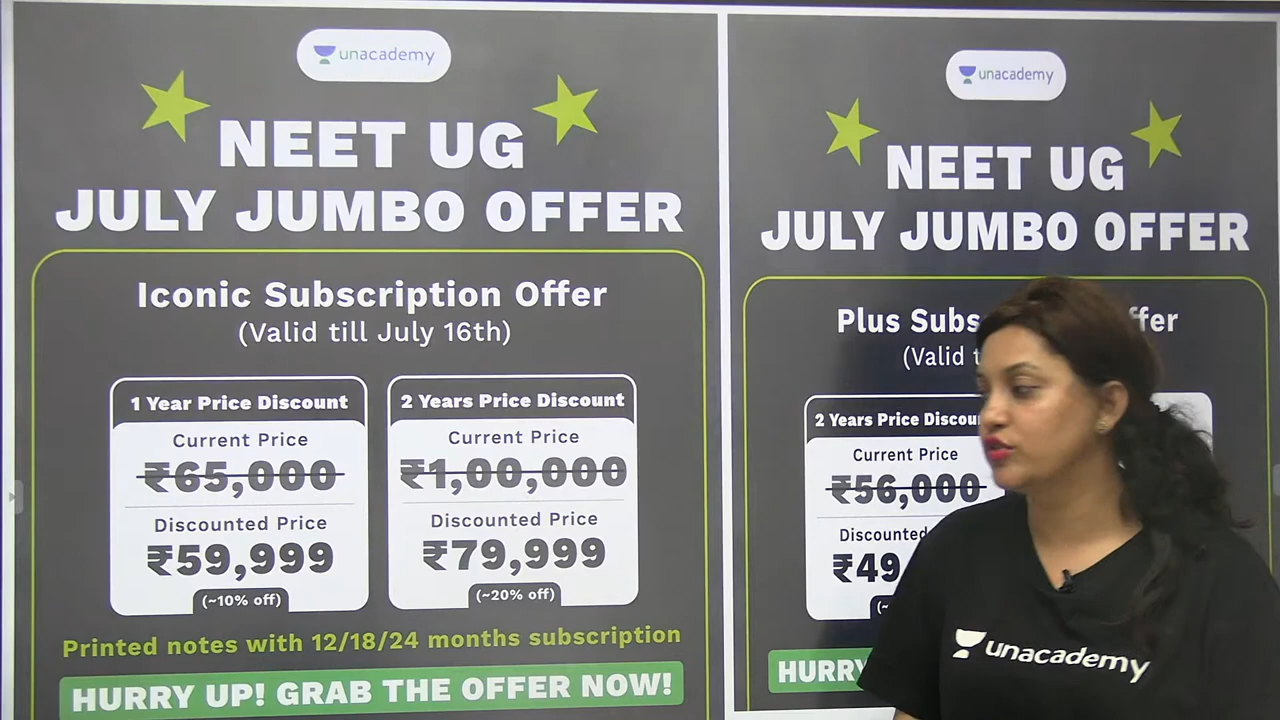 unacademy
NEET UG
JULY JUMBO OFFER
Iconic Subscription Offer
(Valid till July 16th)
1 Year Price Discount
Current Price
₹65,000
Discounted Price
₹59,999
(~10% off)
2 Years Price Discount
Current Price
₹1,00,000
Discounted Price
₹79,999
(~20% off)
Printed notes with 12/18/24 months subscription
HURRY UP! GRAB THE OFFER NOW!
unacademy
NEET UG
JULY JUMBO OFFER
Plus
(Valid
2 Years Price
Current Price
₹56,000
Discounted
HURRY
unacademy